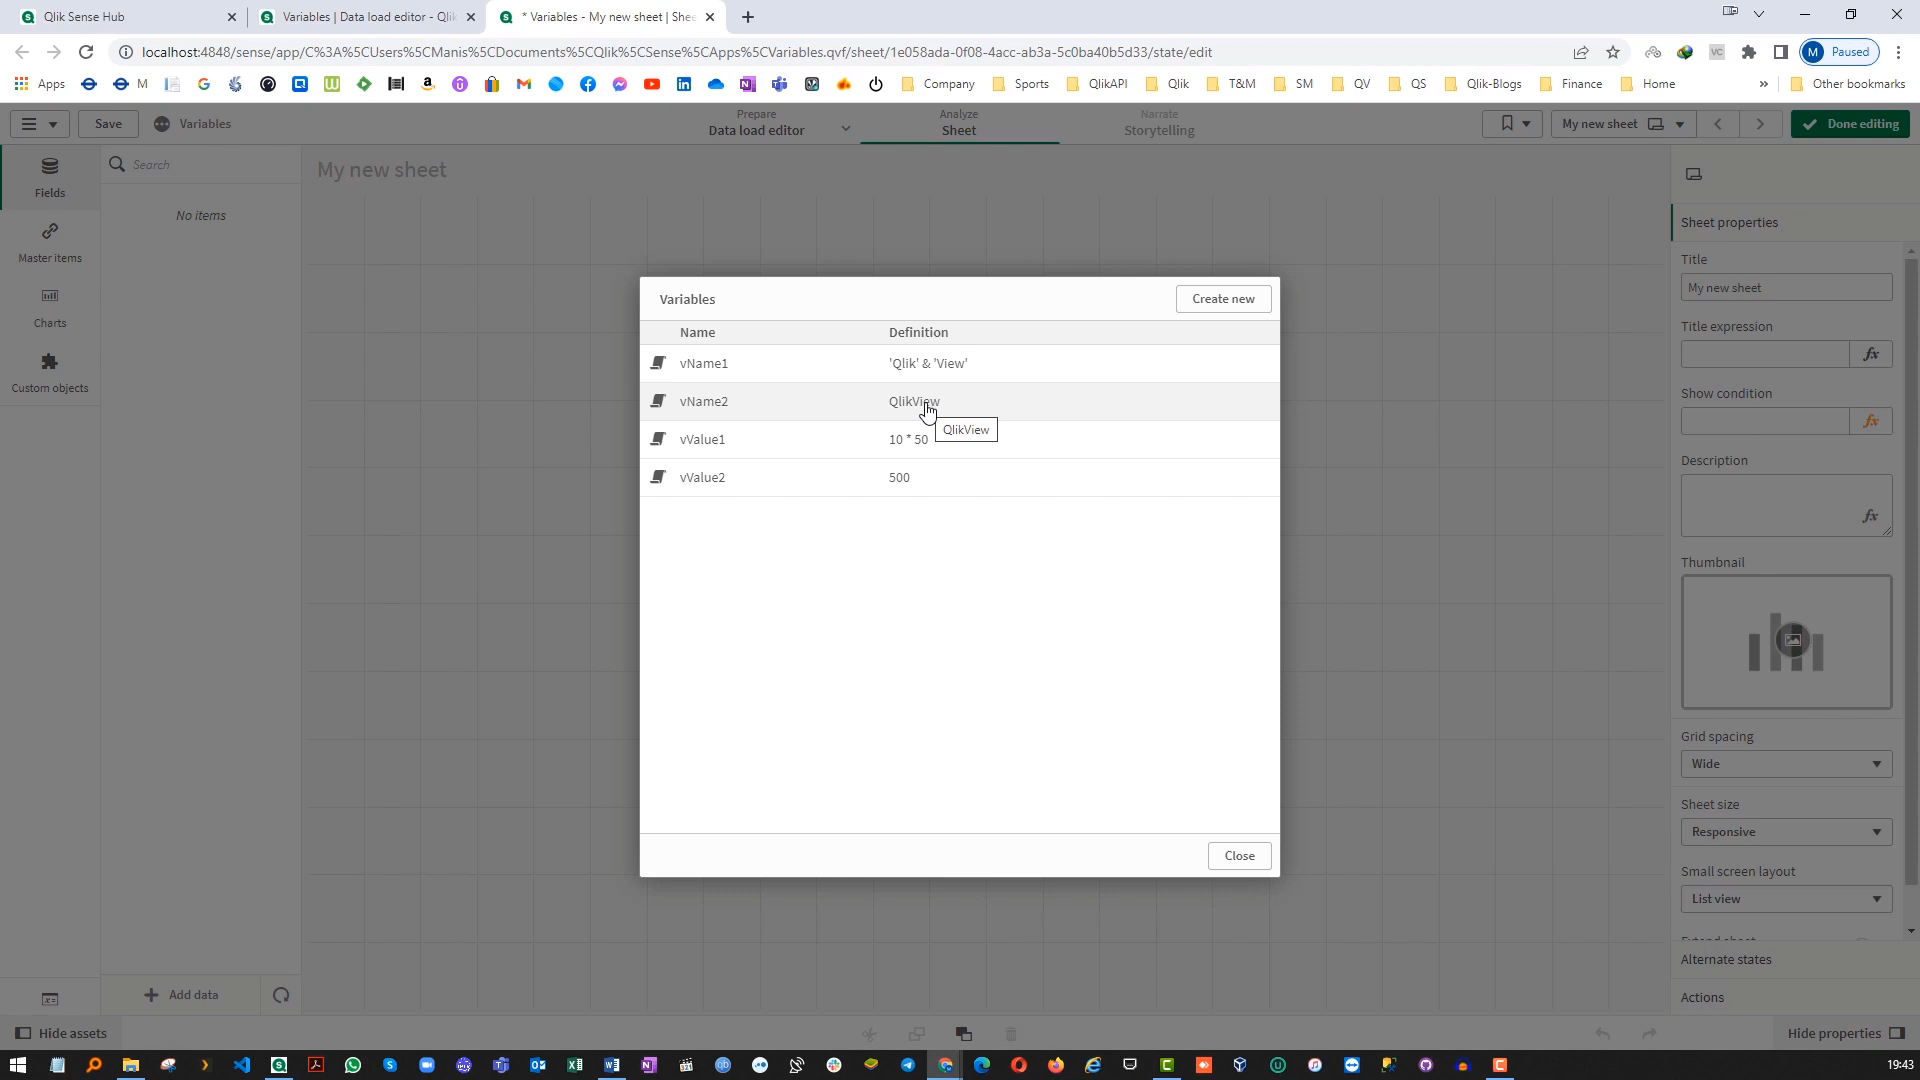 Qlik Sense Hub
Variables | Data load editor - Qlik
* Variables - My new sheet | Shee
localhost:4848/sense/app/C%3A%5CUsers%5CManis%5CDocuments%5CQlik%5CSense%5CApps%5CVariables.qvf/sheet/1e058ada-0f08-4acc-ab3a-5c0ba40b5d33/state/edit
M Paused
Apps
M
Company
Sports
QlikAPI
Qlik
T&M
SM
QV
QS
Qlik-Blogs
Finance
Home
»
Other bookmarks
Save
Variables
Prepare
Data load editor
Analyze
Sheet
Narrate
Storytelling
My new sheet
Done editing
Fields
Master items
Charts
Custom objects
Search
No items
My new sheet
Variables
Create new
Name Definition
vName1 'Qlik' & 'View'
vName2 QlikView
QlikView
vValue1 10 * 50
vValue2 500
Close
Sheet properties
Title
My new sheet
Title expression
fx
Show condition
fx
Description
fx
Thumbnail
Grid spacing
Wide
Sheet size
Responsive
Small screen layout
List view
Alternate states
Actions
Add data
Hide assets
Hide properties
19:43